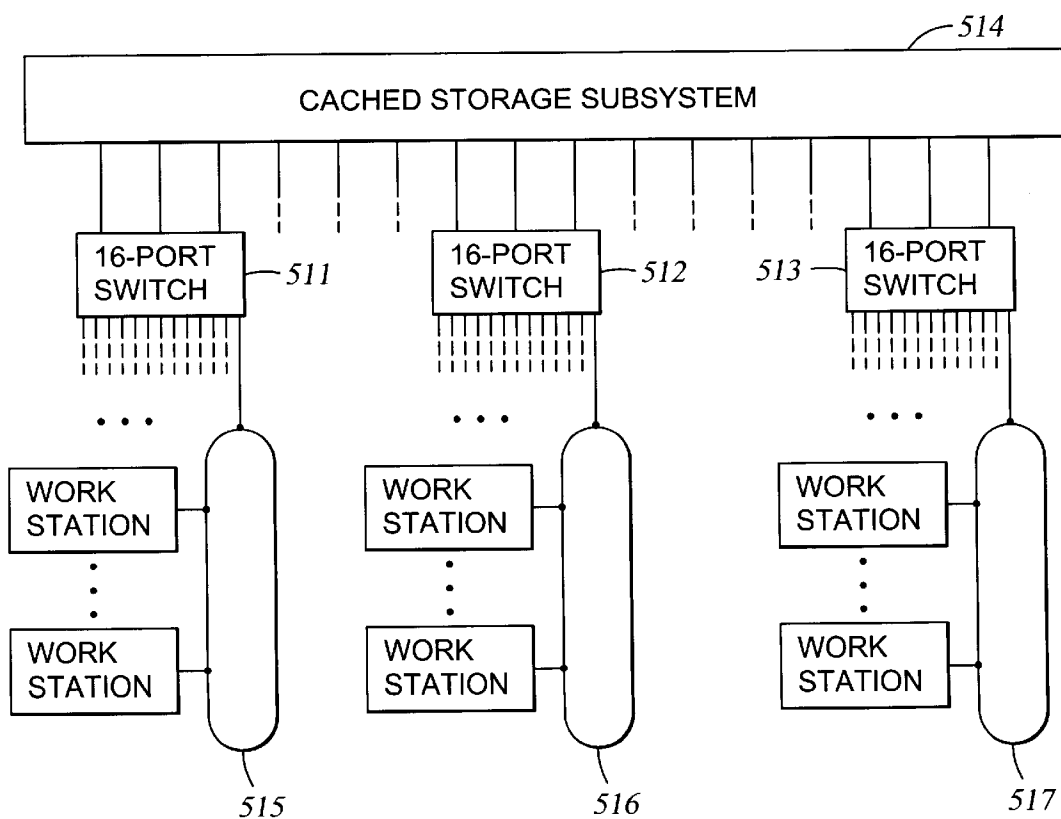 514
CACHED STORAGE SUBSYSTEM
16-PORT
SWITCH
511
16-PORT
SWITCH
512
513
16-PORT
SWITCH
WORK
STATION
WORK
STATION
WORK
STATION
WORK
STATION
WORK
STATION
WORK
STATION
515
516
517